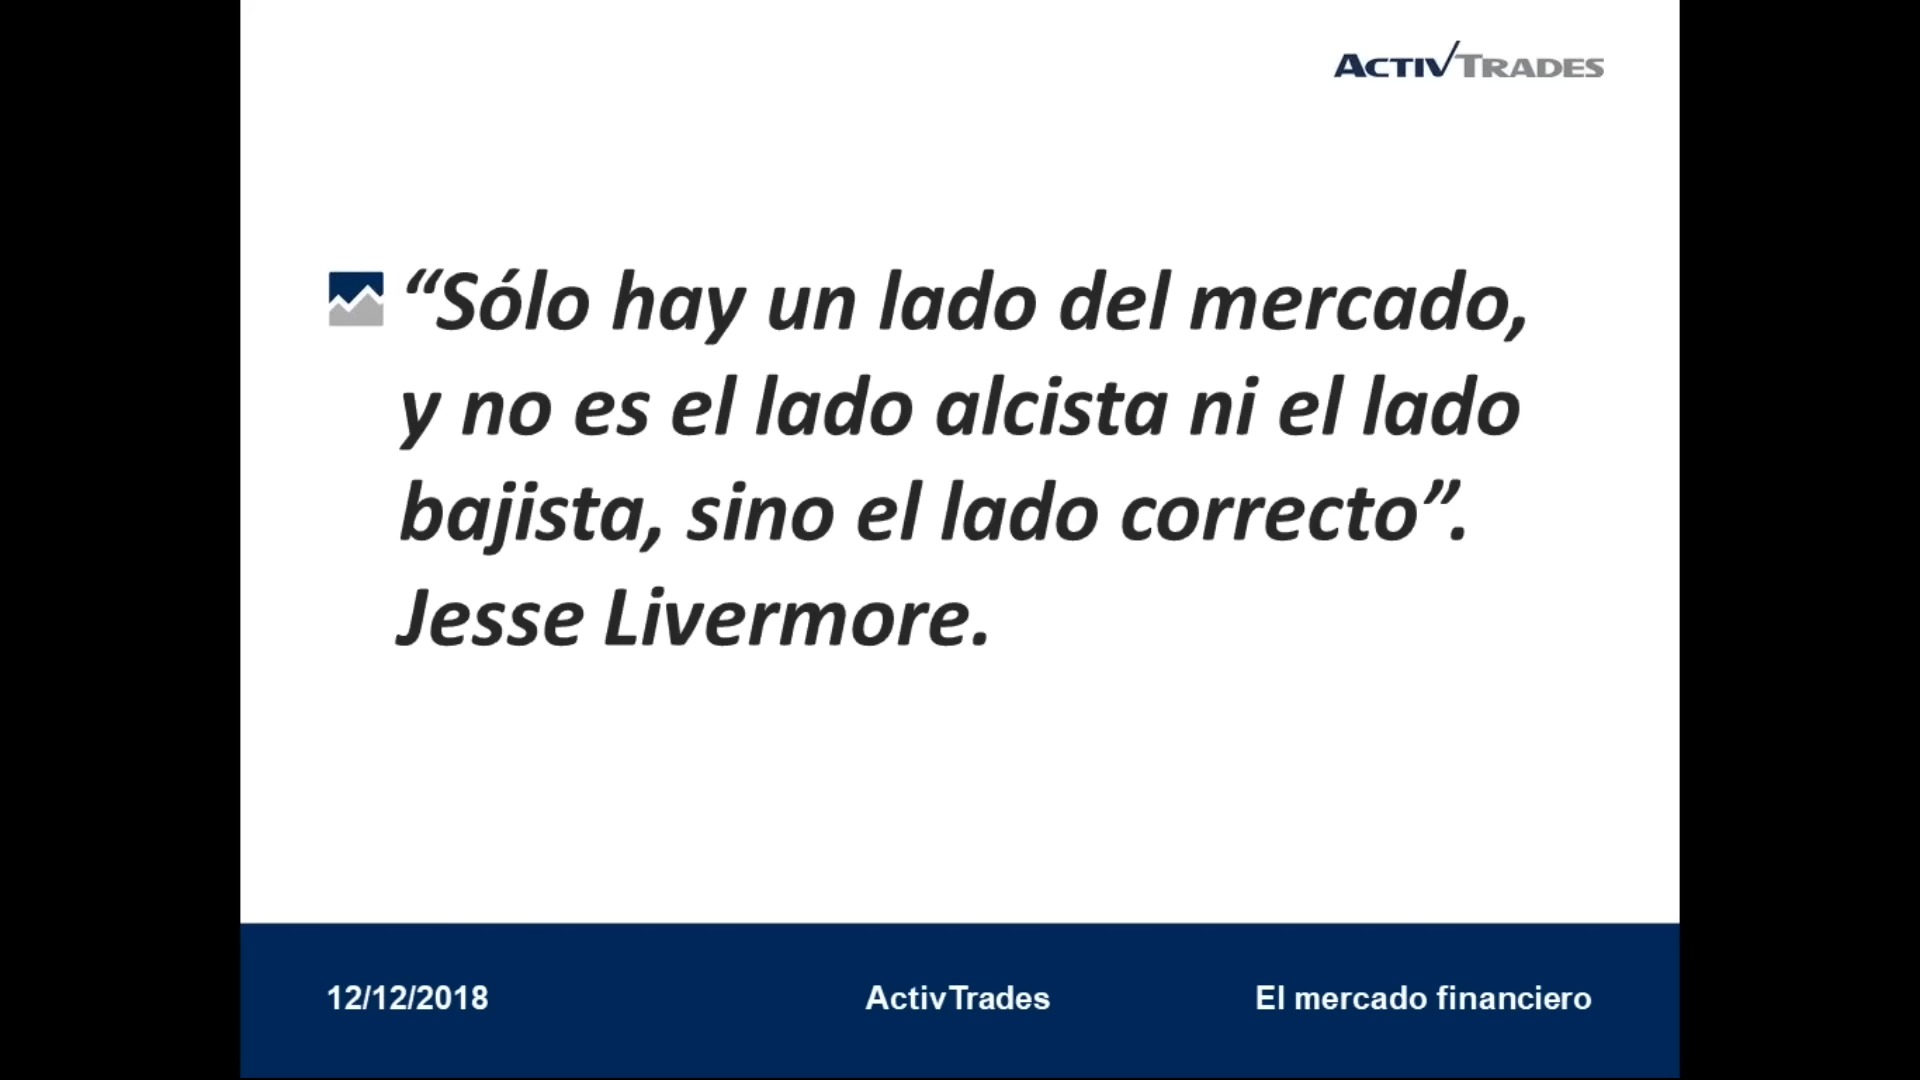 ACTIVTRADES
“Sólo hay un lado del mercado,
y no es el lado alcista ni el lado
bajista, sino el lado correcto”.
Jesse Livermore.
12/12/2018
ActivTrades
El mercado financiero